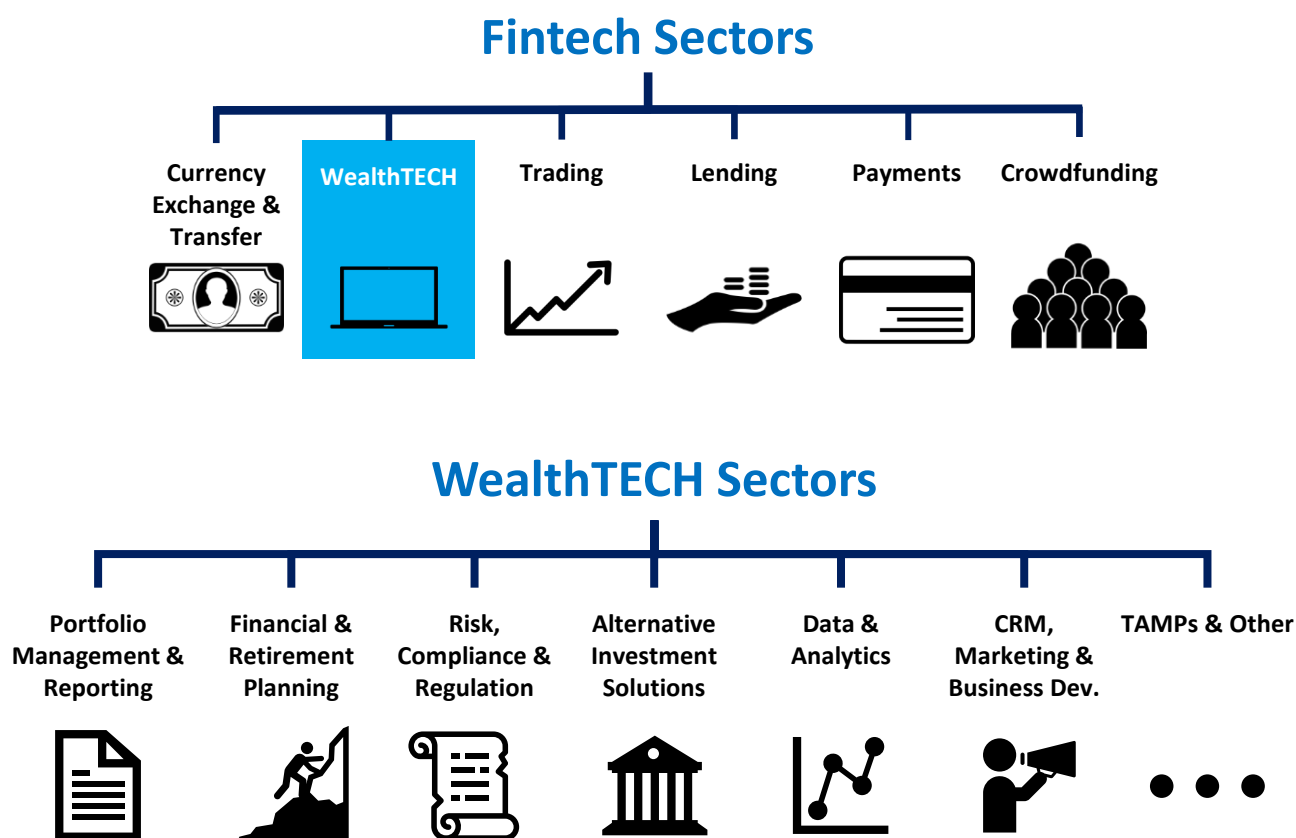 Fintech Sectors
Currency
Exchange &
Transfer
WealthTECH
Trading
Lending
Payments
Crowdfunding
WealthTECH Sectors
Portfolio
Management &
Reporting
Financial &
Retirement
Planning
Risk,
Compliance &
Regulation
Alternative
Investment
Solutions
Data &
Analytics
CRM,
Marketing &
Business Dev.
TAMPs & Other